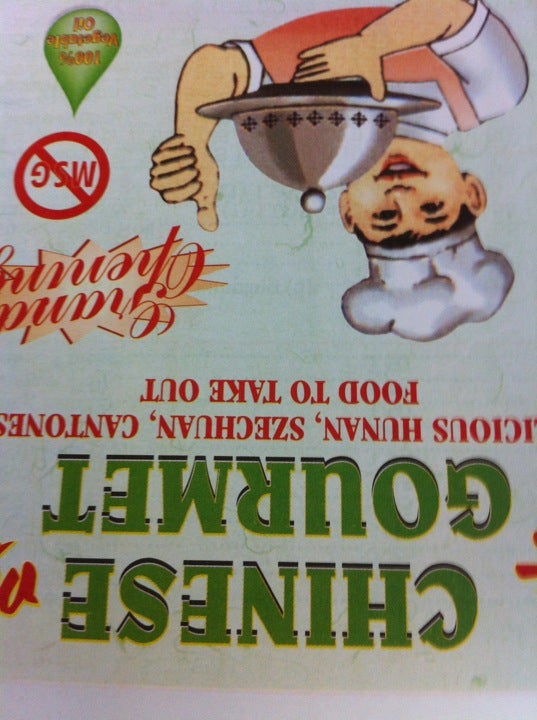 CHINESE
GOURMET
LICIOUS HUNAN, SZECHUAN, CANTONES
FOOD TO TAKE OUT
Grand
Opening
MSG
100%
Vegetable
Oil